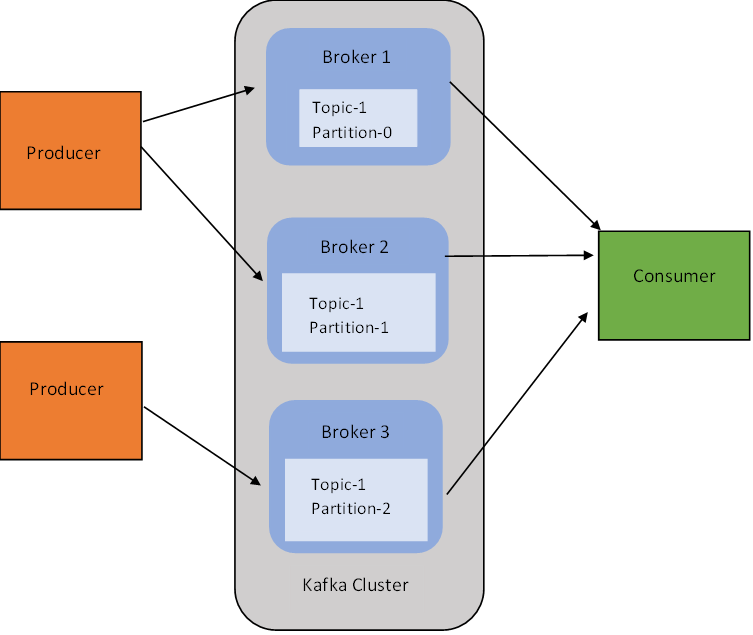 Broker 1
Topic-1
Partition-0
Producer
Broker 2
Topic-1
Partition-1
Consumer
Producer
Broker 3
Topic-1
Partition-2
Kafka Cluster